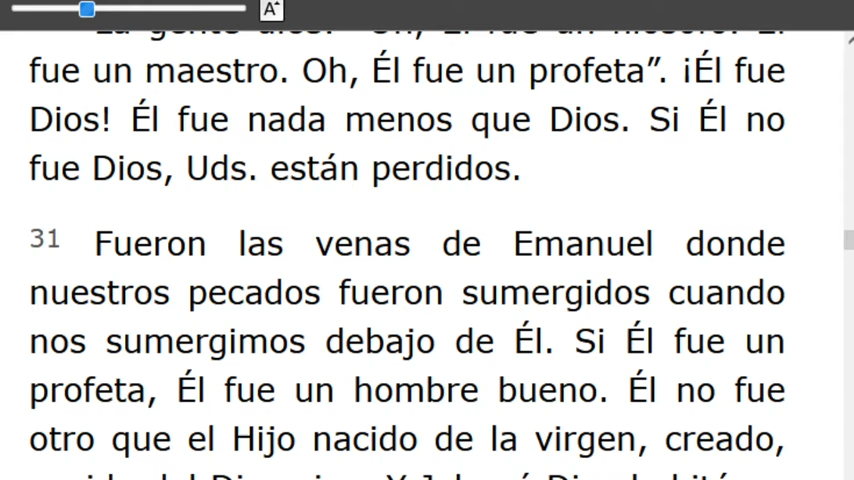 A
fue un maestro. Oh, Él fue un profeta”. ¡Él fue
Dios! Él fue nada menos que Dios. Si Él no
fue Dios, Uds. están perdidos.
31 Fueron las venas de Emanuel donde
nuestros pecados fueron sumergidos cuando
nos sumergimos debajo de Él. Si Él fue un
profeta, Él fue un hombre bueno. Él no fue
otro que el Hijo nacido de la virgen, creado,